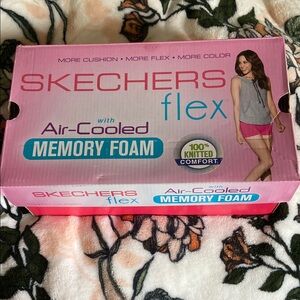 MORE CUSHION • MORE FLEX • MORE COLOR
SKECHERS
flex
with
Air-Cooled
MEMORY FOAM
100%
KNITTED
COMFORT
SKECHERS
flex
with
Air-Cooled
MEMORY FOAM